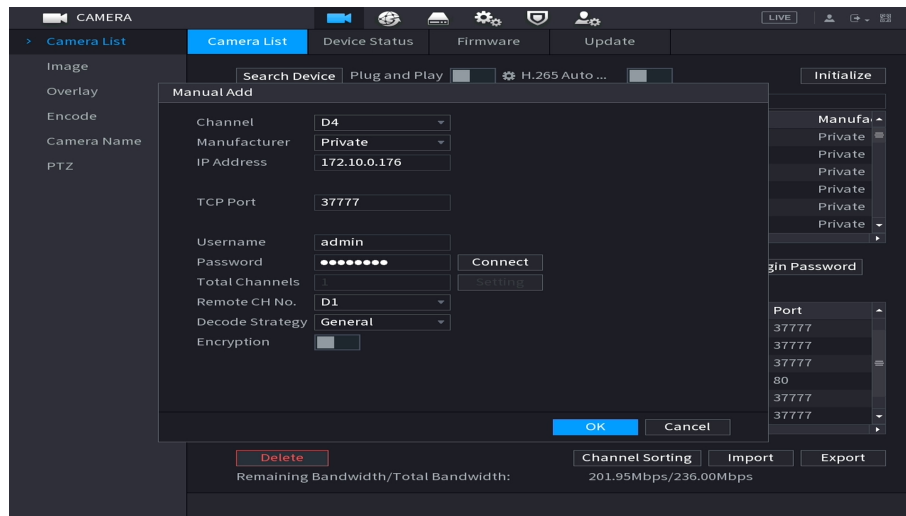 CAMERA
LIVE
> Camera List
Camera List Device Status Firmware Update
Image
Search Device Plug and Play H.265 Auto ... Initialize
Overlay
Manual Add
Encode
Manufa
Channel D4
Private
Camera Name
Manufacturer Private
Private
IP Address 172.10.0.176
PTZ
Private
Private
TCP Port 37777
Private
Private
Username admin
Password ●●●●●●●● Connect
gin Password
Total Channels 1 Setting
Remote CH No. D1
Port
Decode Strategy General
37777
Encryption
37777
37777
80
37777
37777
OK Cancel
Delete Channel Sorting Import Export
Remaining Bandwidth/Total Bandwidth: 201.95Mbps/236.00Mbps